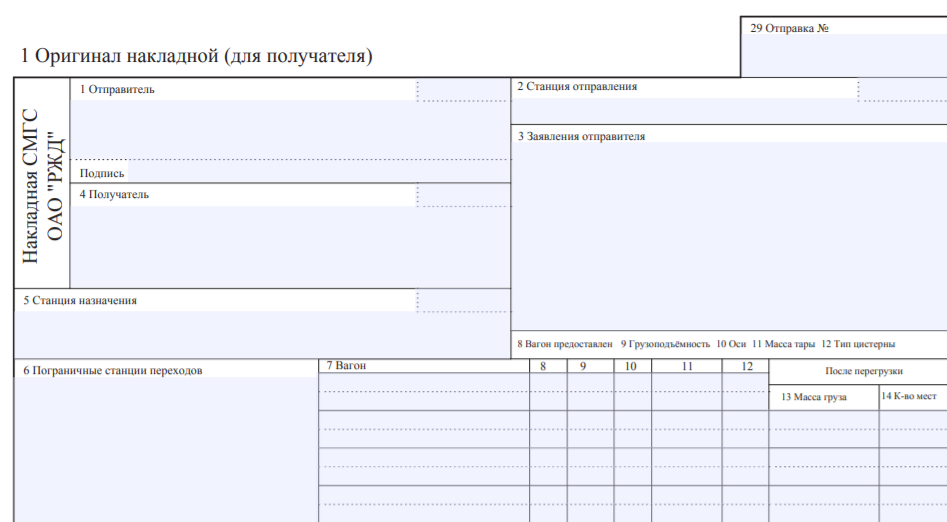 29 Отправка №
1 Оригинал накладной (для получателя)
Накладная СМГС
ОАО "РЖД"
1 Отправитель
2 Станция отправления
3 Заявления отправителя
Подпись
4 Получатель
5 Станция назначения
8 Вагон предоставлен 9 Грузоподъёмность 10 Оси 11 Масса тары 12 Тип цистерны
6 Пограничные станции переходов
7 Вагон 8 9 10 11 12
После перегрузки
13 Масса груза 14 К-во мест